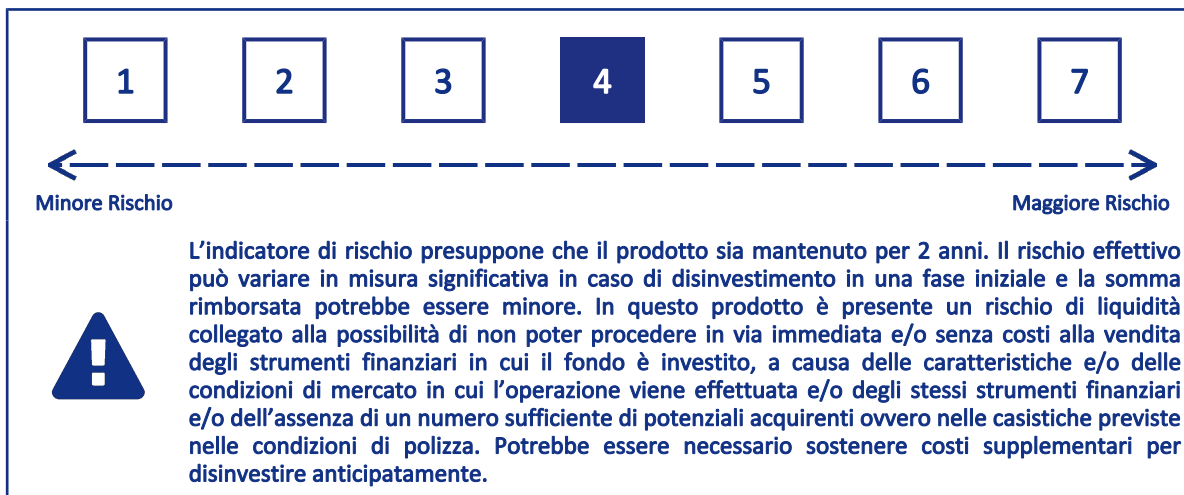 1 2 3 4 5 6 7
Minore Rischio Maggiore Rischio
L'indicatore di rischio presuppone che il prodotto sia mantenuto per 2 anni. Il rischio effettivo
può variare in misura significativa in caso di disinvestimento in una fase iniziale e la somma
rimborsata potrebbe essere minore. In questo prodotto è presente un rischio di liquidità
collegato alla possibilità di non poter procedere in via immediata e/o senza costi alla vendita
degli strumenti finanziari in cui il fondo è investito, a causa delle caratteristiche e/o delle
condizioni di mercato in cui l'operazione viene effettuata e/o degli stessi strumenti finanziari
e/o dell'assenza di un numero sufficiente di potenziali acquirenti ovvero nelle casistiche previste
nelle condizioni di polizza. Potrebbe essere necessario sostenere costi supplementari per
disinvestire anticipatamente.